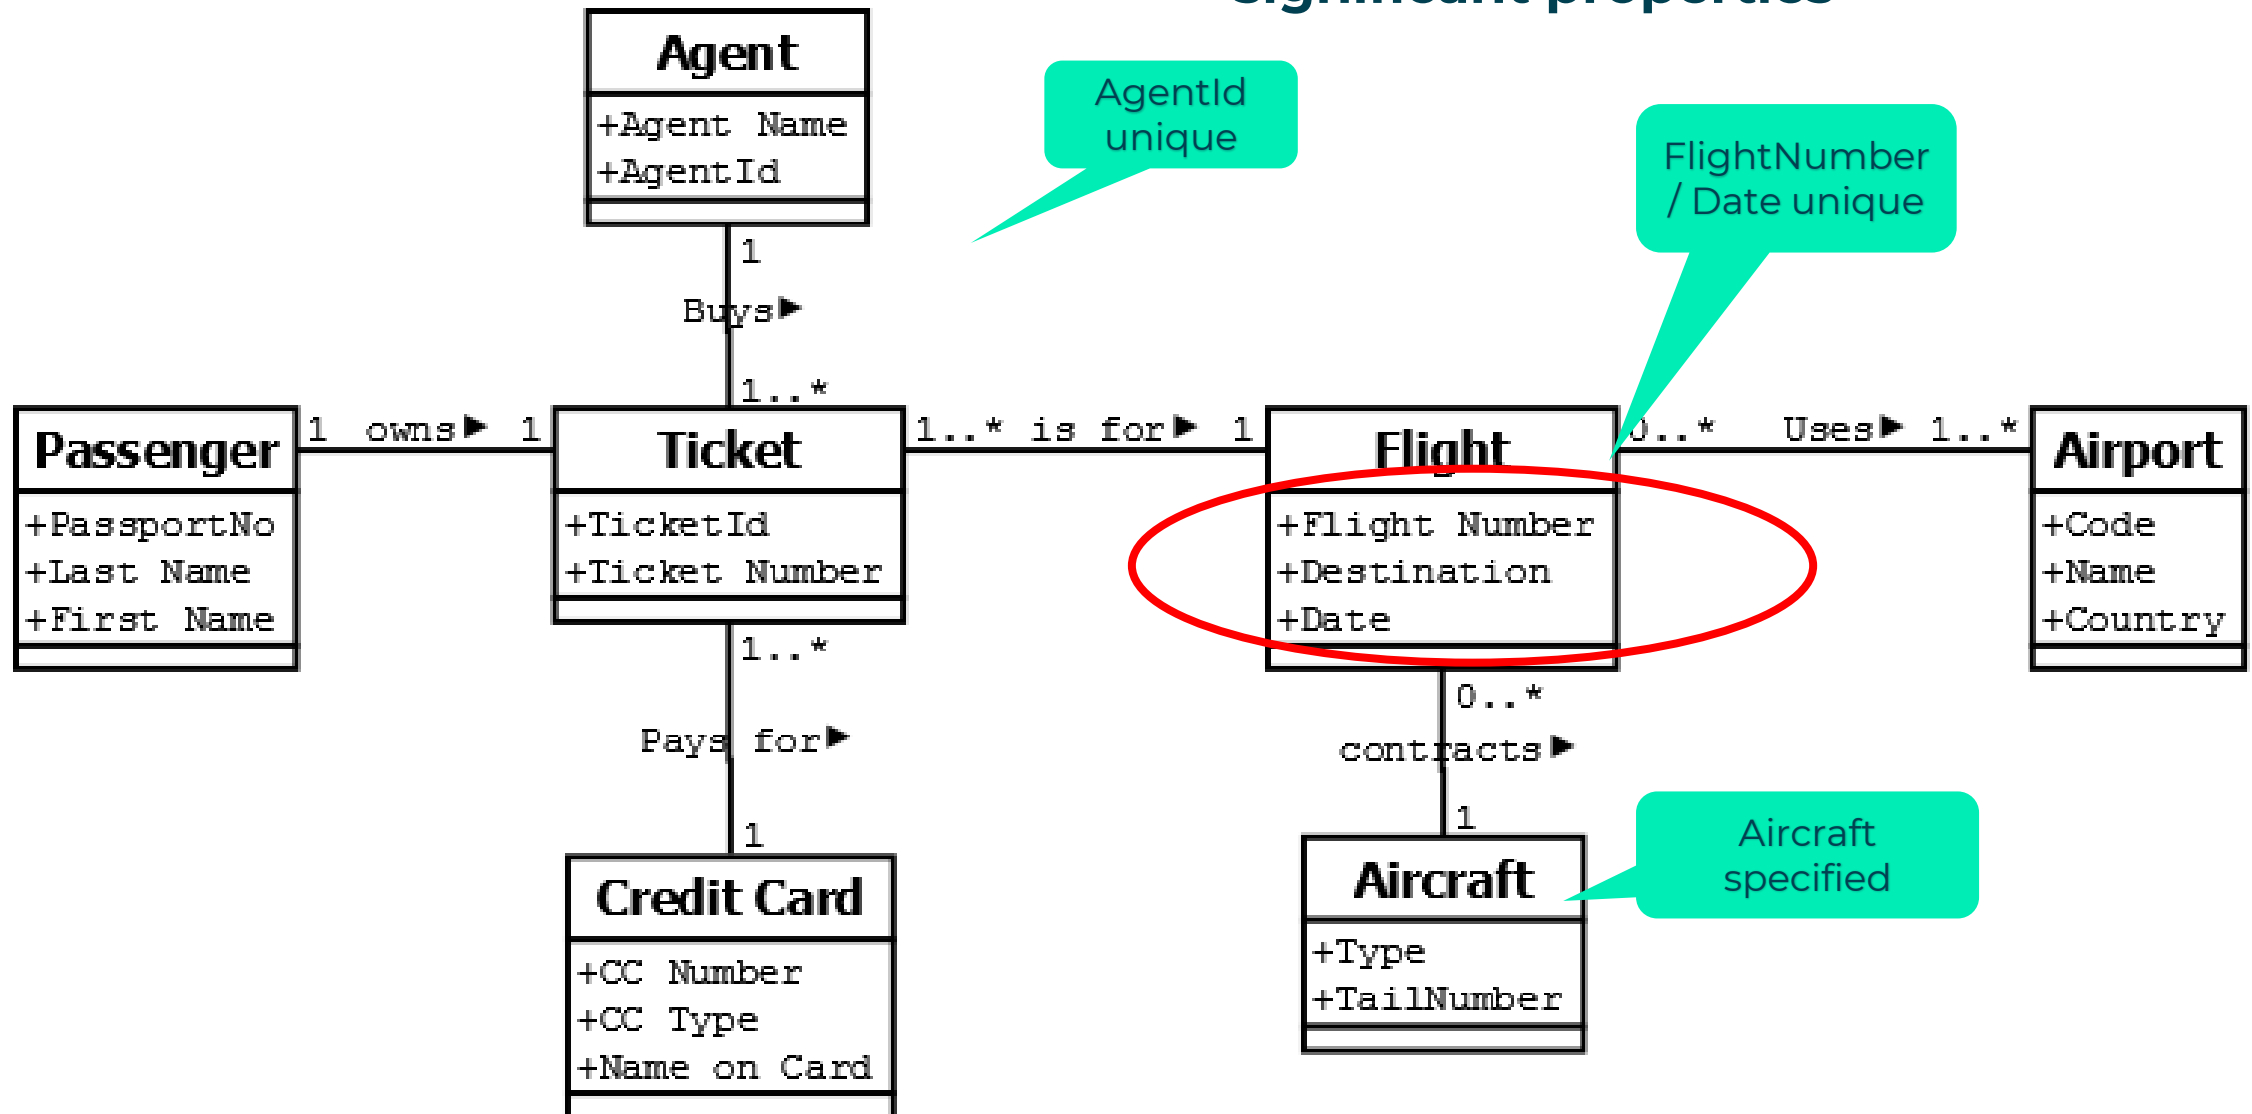 significant properties
Agent
+Agent Name
+AgentId
AgentId
unique
FlightNumber
/ Date unique
1
Buys►
1..*
Passenger
+PassportNo
+Last Name
+First Name
1 owns► 1
Ticket
+TicketId
+Ticket Number
1..* is for► 1
Flight
+Flight Number
+Destination
+Date
0..* Uses► 1..*
Airport
+Code
+Name
+Country
1..*
Pays for►
1
0..*
contracts►
1
Credit Card
+CC Number
+CC Type
+Name on Card
Aircraft
+Type
+TailNumber
Aircraft
specified